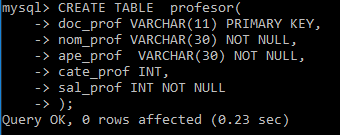 mysql> CREATE TABLE  profesor(
    -> doc_prof VARCHAR(11) PRIMARY KEY,
    -> nom_prof VARCHAR(30) NOT NULL,
    -> ape_prof  VARCHAR(30) NOT NULL,
    -> cate_prof INT,
    -> sal_prof INT NOT NULL
    -> );
Query OK, 0 rows affected (0.23 sec)